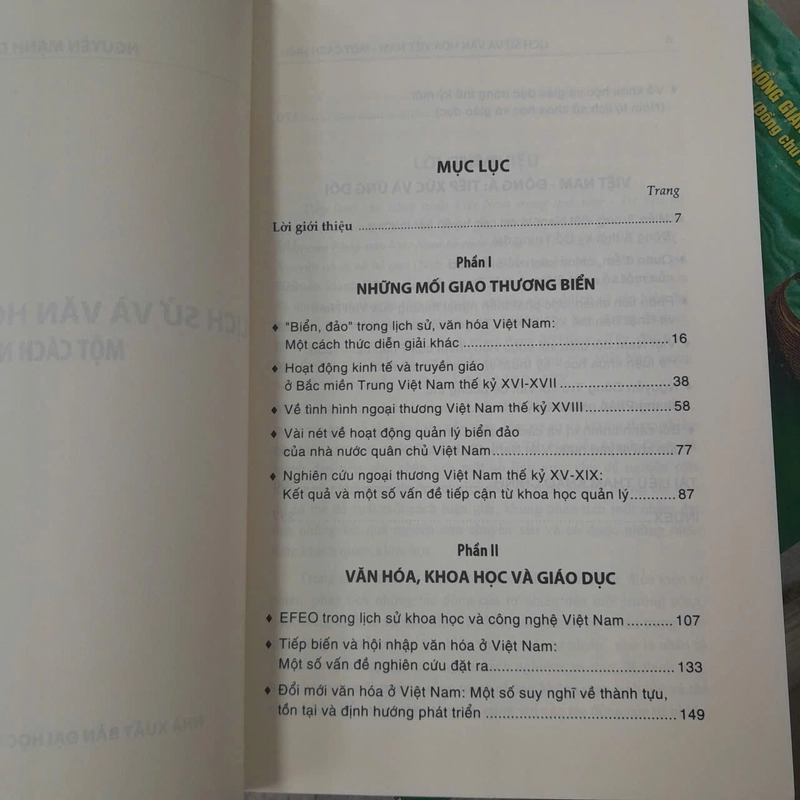 MỤC LỤC
Trang
Lời giới thiệu ........ 7
Phần I
NHỮNG MỐI GIAO THƯƠNG BIỂN
♦ "Biển, đảo" trong lịch sử, văn hóa Việt Nam:
Một cách thức diễn giải khác ........ 16
♦ Hoạt động kinh tế và truyền giáo
ở Bắc miền Trung Việt Nam thế kỷ XVI-XVII ........ 38
♦ Về tình hình ngoại thương Việt Nam thế kỷ XVIII ........ 58
♦ Vài nét về hoạt động quản lý biển đảo
của nhà nước quân chủ Việt Nam ........ 77
♦ Nghiên cứu ngoại thương Việt Nam thế kỷ XV-XIX:
Kết quả và một số vấn đề tiếp cận từ khoa học quản lý ........ 87
Phần II
VĂN HÓA, KHOA HỌC VÀ GIÁO DỤC
♦ EFEO trong lịch sử khoa học và công nghệ Việt Nam ........ 107
♦ Tiếp biến và hội nhập văn hóa ở Việt Nam:
Một số vấn đề nghiên cứu đặt ra ........ 133
♦ Đổi mới văn hóa ở Việt Nam: Một số suy nghĩ về thành tựu,
tồn tại và định hướng phát triển ........ 149
(Đồng chủ